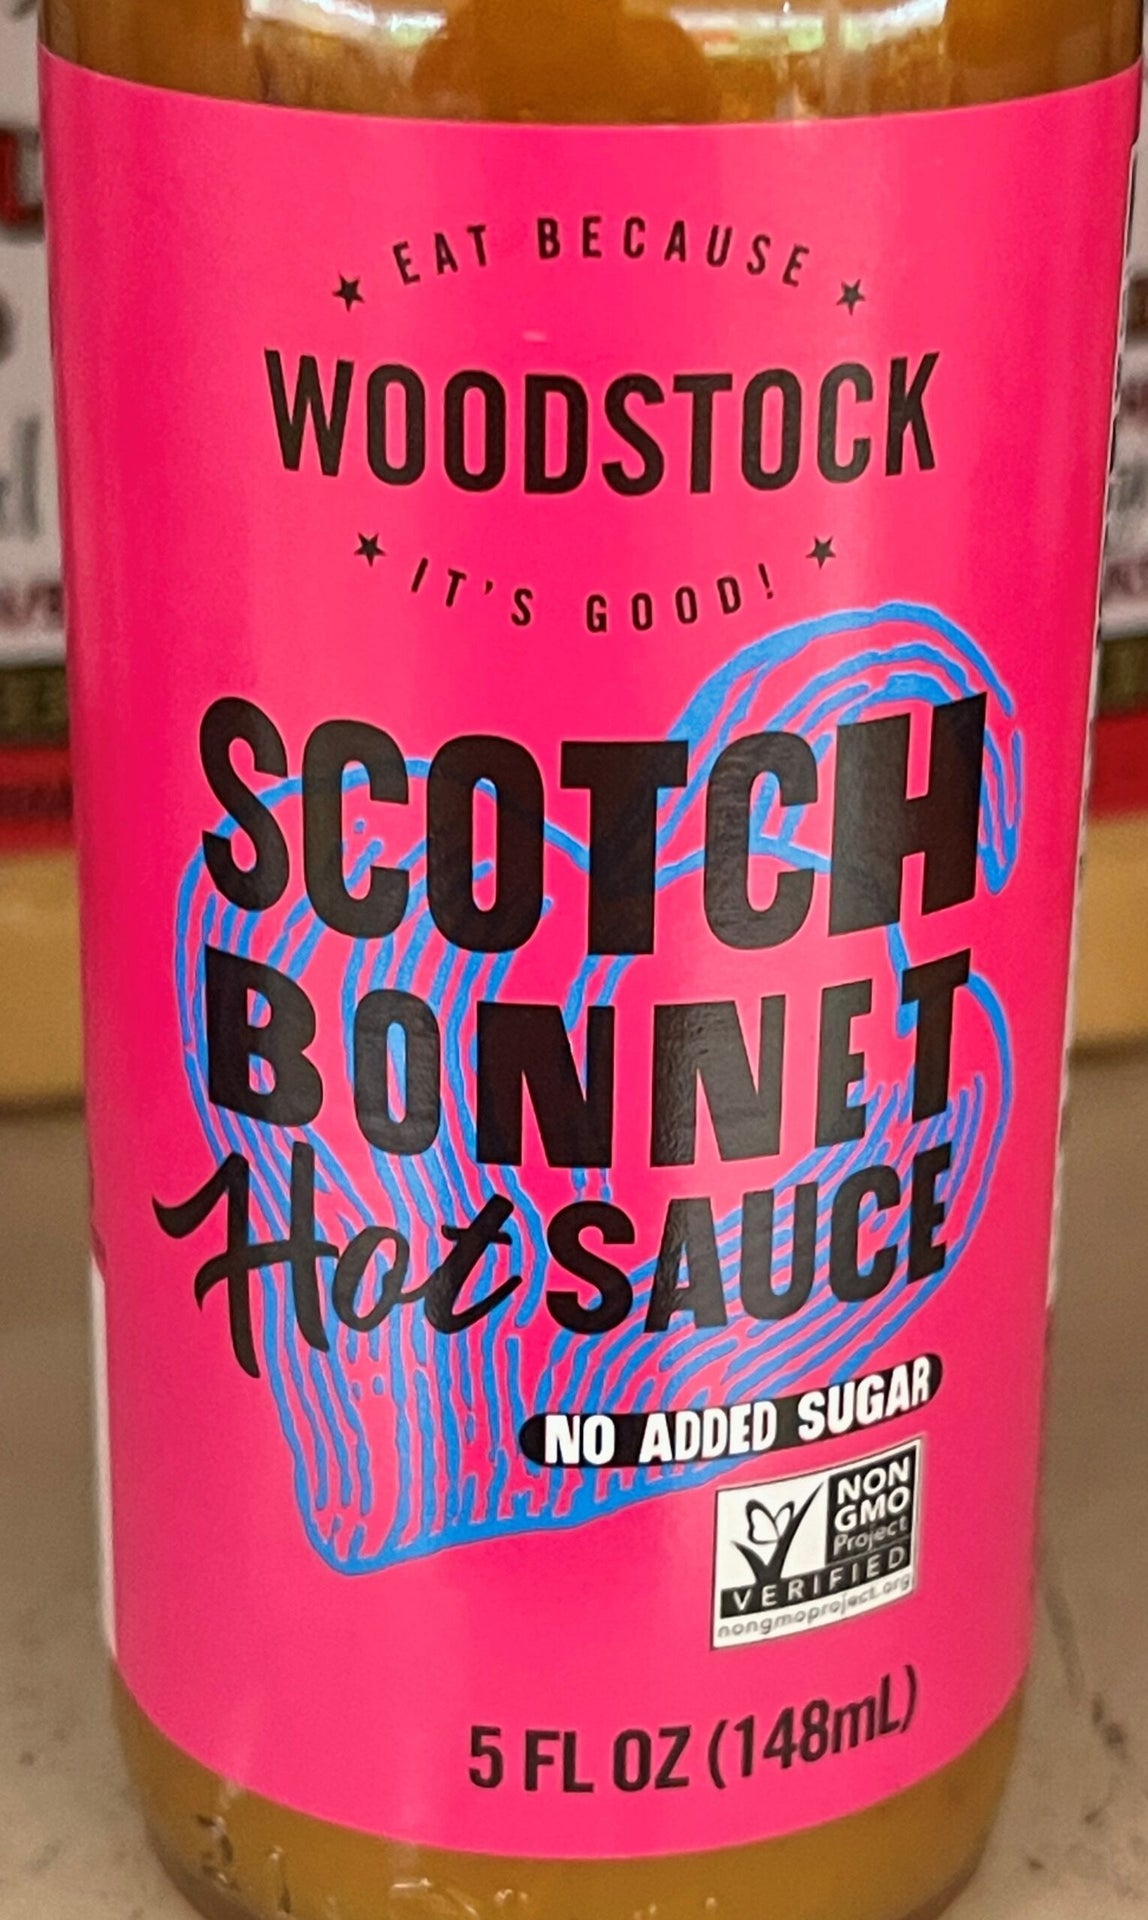 EAT BECAUSE
WOODSTOCK
IT'S GOOD!
SCOTCH
BONNET
Hot SAUCE
NO ADDED SUGAR
NON
GMO
Project
VERIFIED
nongmoproject.org
5 FL OZ (148mL)